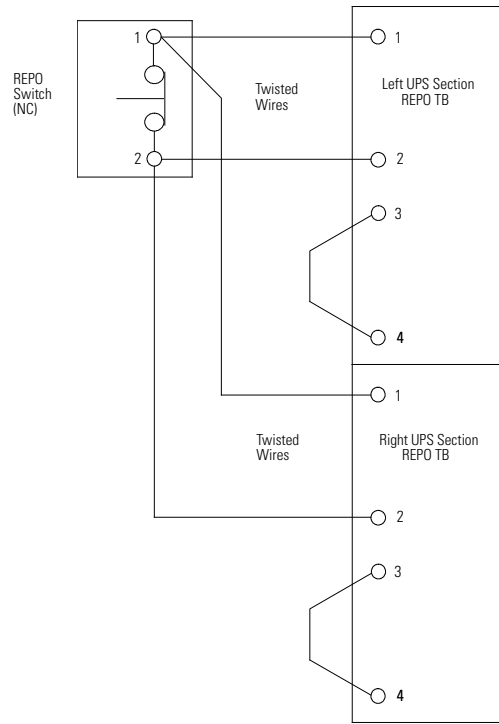 1
1
REPO
Switch
(NC)
Twisted
Wires
Left UPS Section
REPO TB
2
2
3
4
1
Twisted
Wires
Right UPS Section
REPO TB
2
3
4